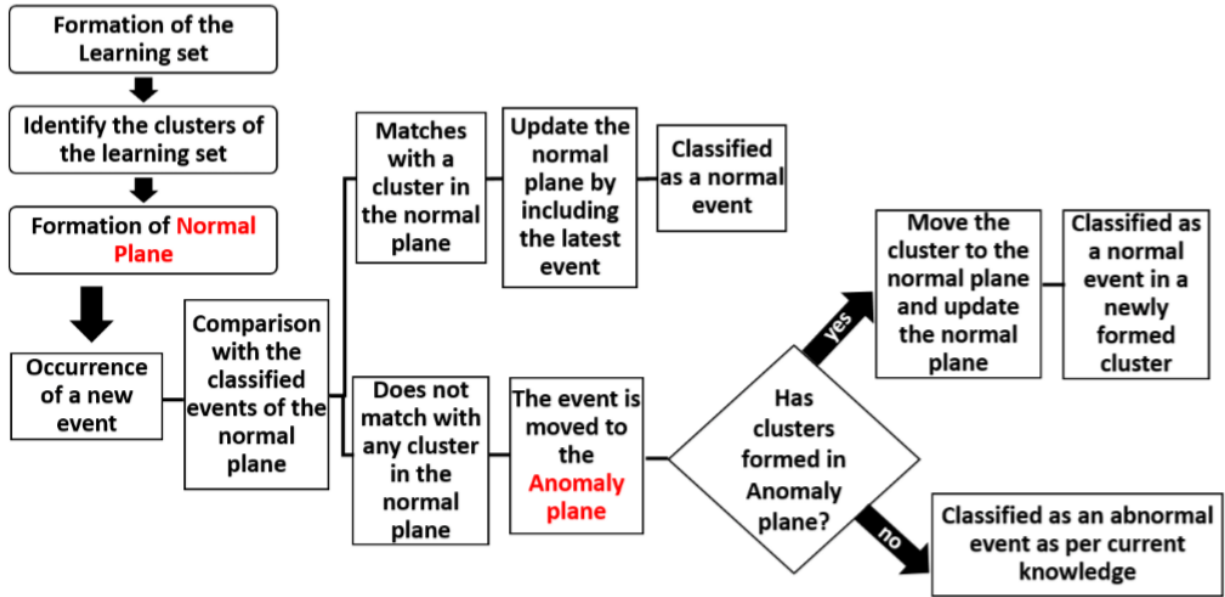 Formation of the
Learning set
Identify the clusters of
the learning set
Formation of Normal
Plane
Occurrence
of a new
event
Comparison
with the
classified
events of the
normal
plane
Matches
with a
cluster in
the normal
plane
Update the
normal
plane by
including
the latest
event
Classified
as a normal
event
Does not
match with
any cluster
in the
normal
plane
The event is
moved to
the
Anomaly
plane
Has
clusters
formed in
Anomaly
plane?
yes
Move the
cluster to the
normal plane
and update
the normal
plane
Classified as
a normal
event in a
newly
formed
cluster
no
Classified as an abnormal
event as per current
knowledge